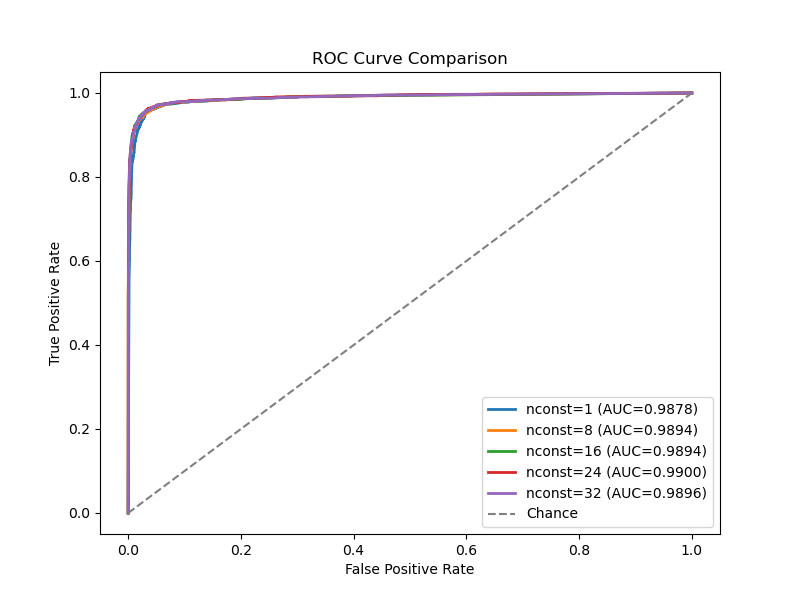 ROC Curve Comparison
True Positive Rate
1.0
0.8
0.6
0.4
0.2
0.0
0.0 0.2 0.4 0.6 0.8 1.0
False Positive Rate
nconst=1 (AUC=0.9878)
nconst=8 (AUC=0.9894)
nconst=16 (AUC=0.9894)
nconst=24 (AUC=0.9900)
nconst=32 (AUC=0.9896)
Chance